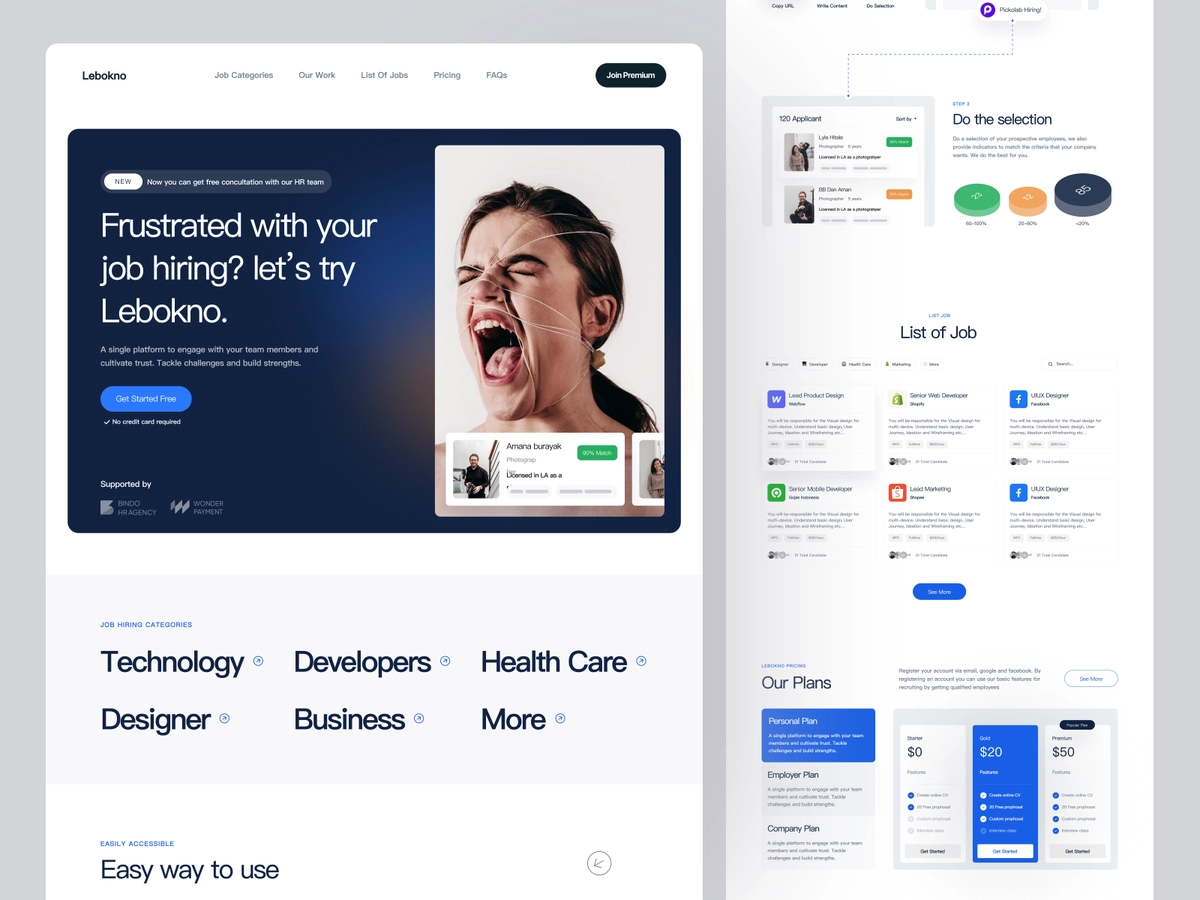 Lebokno
Job Categories
Our Work
List Of Jobs
Pricing
FAQs
Join Premium
NEW
Now you can get free concultation with our HR team
Frustrated with your
job hiring? let's try
Lebokno.
A single platform to engage with your team members and
cultivate trust. Tackle challenges and build strengths.
Get Started Free
No credit card required
Supported by
BINDO
HR AGENCY
WONDER
PAYMENT
Amana burayak
Photograp
Licensed in LA as a
90% Match
JOB HIRING CATEGORIES
Technology
Developers
Health Care
Designer
Business
More
EASILY ACCESSIBLE
Easy way to use
Copy URL
Write Content
Do Selection
Pickolab Hiring!
120 Applicant
Sort by
Lyla Hitala
Photographer 6 years
Licensed in LA as a photographer
BB Dan Aman
Photographer 5 years
Licensed in LA as a photographer
STEP 3
Do the selection
Do a selection of your prospective employees, we also
provide indicators to match the criteria that your company
wants. We do the best for you.
20-60%
<20%
LIST JOB
List of Job
Designer
Developer
Health Care
Marketing
More
Search...
Lead Product Design
Webflow
You will be responsible for the Visual design for
multi-device. Understand basic design, User
Journey, Ideation and Wireframing etc...
21 Total Candidate
Senior Web Developer
Shopify
You will be responsible for the Visual design for
multi-device. Understand basic design, User
Journey, Ideation and Wireframing etc...
21 Total Candidate
UIUX Designer
Facebook
You will be responsible for the Visual design for
multi-device. Understand basic design, User
Journey, Ideation and Wireframing etc...
21 Total Candidate
Senior Mobile Developer
Gojek Indonesia
You will be responsible for the Visual design for
multi-device. Understand basic design, User
Journey, Ideation and Wireframing etc...
21 Total Candidate
Lead Marketing
Shopee
You will be responsible for the Visual design for
multi-device. Understand basic design, User
Journey, Ideation and Wireframing etc...
21 Total Candidate
UIUX Designer
Facebook
You will be responsible for the Visual design for
multi-device. Understand basic design, User
Journey, Ideation and Wireframing etc...
21 Total Candidate
See More
LEBOKNO PRICING
Our Plans
Register your account via email, google and facebook. By
registering an account you can use our basic features for
recruiting by getting qualified employees
See More
Personal Plan
A single platform to engage with your team
members and cultivate trust. Tackle
challenges and build strengths.
Employer Plan
A single platform to engage with your team
members and cultivate trust. Tackle
challenges and build strengths.
Company Plan
A single platform to engage with your team
members and cultivate trust. Tackle
challenges and build strengths.
Starter
$0
Features
Create online CV
20 Free prophosal
Custom prophosal
Interview class
Get Started
Gold
$20
Features
Create online CV
20 Free prophosal
Custom prophosal
Interview class
Get Started
Popular Plan
Premium
$50
Features
Create online CV
20 Free prophosal
Custom prophosal
Interview class
Get Started